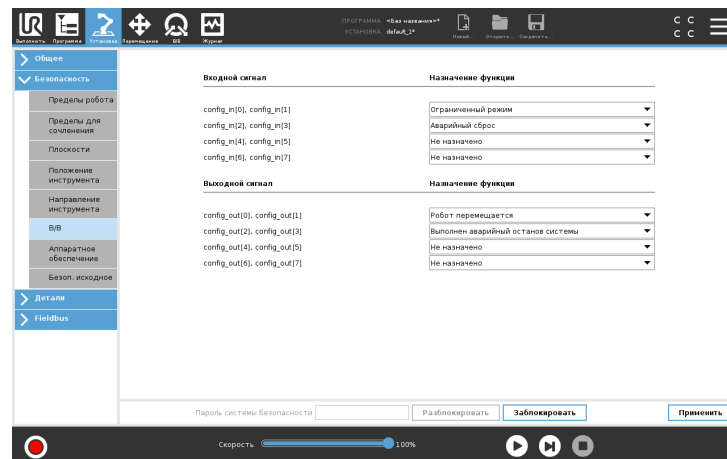 UR
Выполнить
Программа
Установка
Перемещение
В/В
Журнал
ПРОГРАММА <без названия>*
УСТАНОВКА default_1*
Новый...
Открыть...
Сохранить...
C C
C C
Общее
Безопасность
Пределы робота
Пределы для
сочленения
Плоскости
Положение
инструмента
Направление
инструмента
В/В
Аппаратное
обеспечение
Безоп. исходное
Детали
Fieldbus
Входной сигнал Назначение функции
config_in[0], config_in[1] Ограниченный режим
config_in[2], config_in[3] Аварийный сброс
config_in[4], config_in[5] Не назначено
config_in[6], config_in[7] Не назначено
Выходной сигнал Назначение функции
config_out[0], config_out[1] Робот перемещается
config_out[2], config_out[3] Выполнен аварийный останов системы
config_out[4], config_out[5] Не назначено
config_out[6], config_out[7] Не назначено
Пароль системы безопасности Разблокировать Заблокировать Применить
Скорость 100%